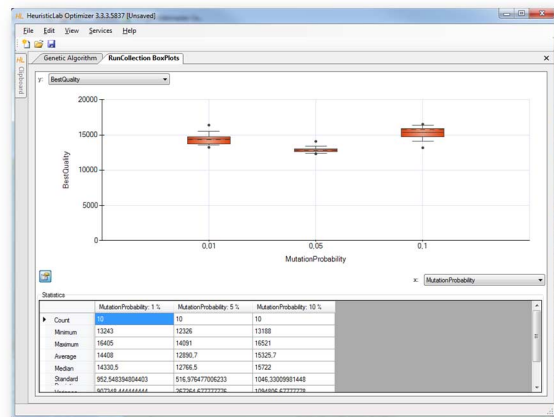 HL HeuristicLab Optimizer 3.3.3.5837 [Unsaved]
File Edit View Services Help
HL Clipboard
Genetic Algorithm RunCollection BoxPlots
y: BestQuality
20000
15000
10000
5000
0
BestQuality
0,01 0,05 0,1
MutationProbability
x: MutationProbability
Statistics
MutationProbability: 1 % MutationProbability: 5 % MutationProbability: 10 %
Count 10 10 10
Minimum 13243 12326 13188
Maximum 16405 14091 16521
Average 14408 12890,7 15325,7
Median 14330,5 12766,5 15722
Standard 952,548394804403 516,976477006233 1046,33009981448